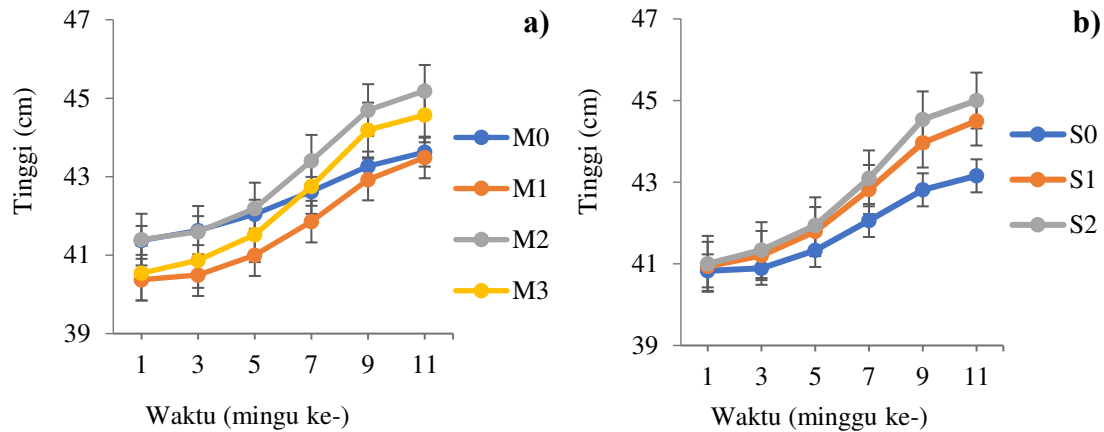 a)
47
45
43
41
39
Tinggi (cm)
1 3 5 7 9 11
Waktu (mingu ke-)
M0
M1
M2
M3
b)
47
45
43
41
39
Tinggi (cm)
1 3 5 7 9 11
Waktu (minggu ke-)
S0
S1
S2